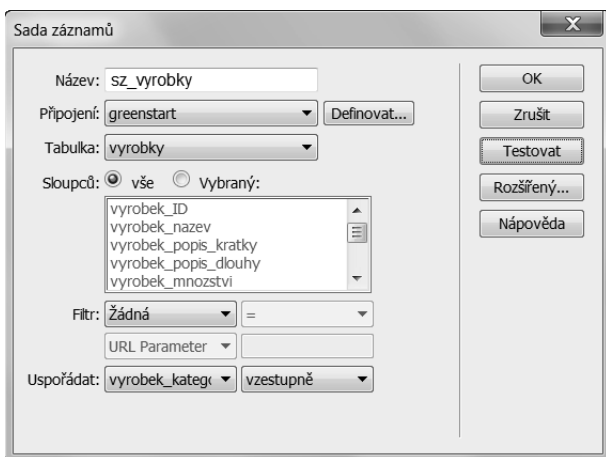 Sada záznamů
Název: sz_vyrobky
Připojení: greenstart Definovat...
Tabulka: vyrobky
Sloupců: vše Vybraný:
vyrobek_ID
vyrobek_nazev
vyrobek_popis_kratky
vyrobek_popis_dlouhy
vyrobek_mnozstvi
Filtr: Žádná =
URL Parameter
Uspořádat: vyrobek_katego vzestupně
OK
Zrušit
Testovat
Rozšířený...
Nápověda